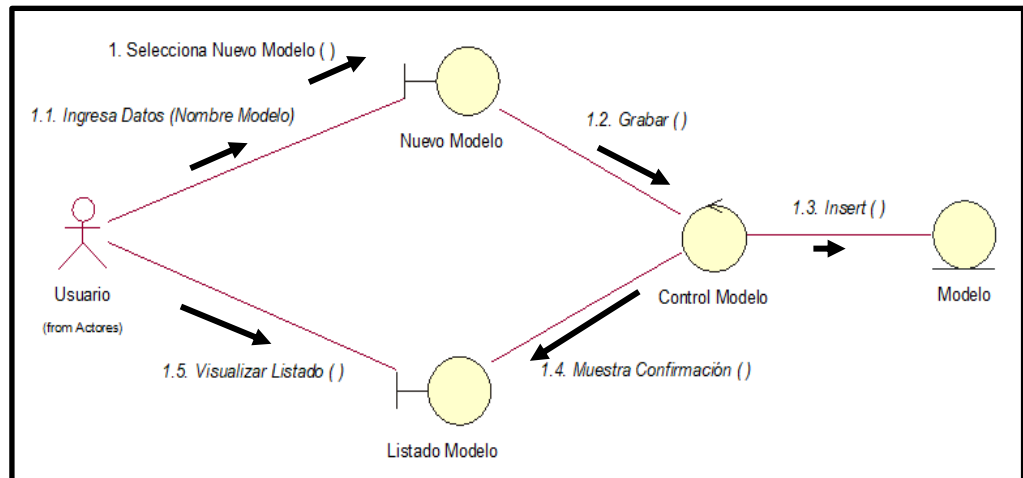 1. Selecciona Nuevo Modelo ( )
1.1. Ingresa Datos (Nombre Modelo)
Nuevo Modelo
1.2. Grabar ( )
1.3. Insert ( )
Usuario
(from Actores)
Control Modelo
Modelo
1.5. Visualizar Listado ( )
1.4. Muestra Confirmación ( )
Listado Modelo